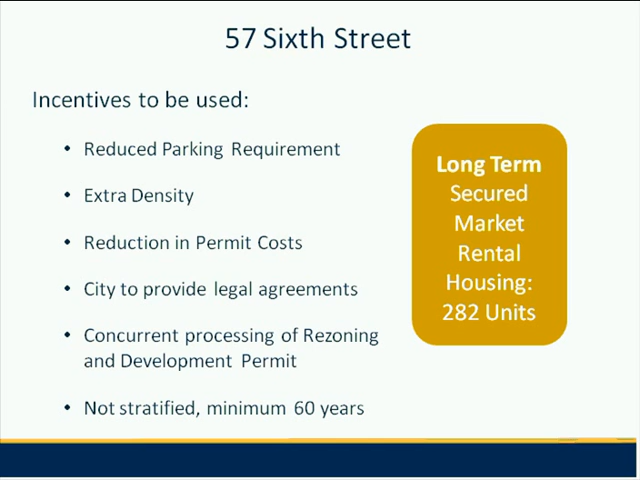 57 Sixth Street
Incentives to be used:
• Reduced Parking Requirement
• Extra Density
• Reduction in Permit Costs
• City to provide legal agreements
• Concurrent processing of Rezoning
and Development Permit
• Not stratified, minimum 60 years
Long Term
Secured
Market
Rental
Housing:
282 Units